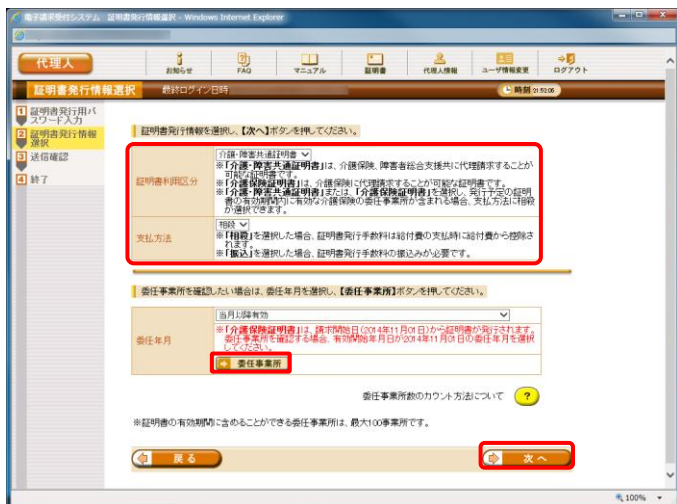 電子請求受付システム 証明書発行情報選択 - Windows Internet Explorer
代理人
お知らせ FAQ マニュアル 証明書 代理人情報 ユーザ情報変更 ログアウト
証明書発行情報選択 最終ログイン日時 時刻 21:52:06
1 証明書発行用パスワード入力
2 証明書発行情報選択
3 送信確認
4 終了
証明書発行情報を選択し、【次へ】ボタンを押してください。
証明書利用区分
介護・障害共通証明書
※「介護・障害共通証明書」は、介護保険、障害者総合支援共に代理請求することが
可能な証明書です。
※「介護保険証明書」は、介護保険に代理請求することが可能な証明書です。
※「介護・障害共通証明書」または、「介護保険証明書」を選択し、発行予定の証明
書の有効期間内に有効な介護保険の委任事業所が含まれる場合、支払方法に相殺
が選択できます。
支払方法
相殺
※「相殺」を選択した場合、証明書発行手数料は給付費の支払時に給付費から控除さ
れます。
※「振込」を選択した場合、証明書発行手数料の振込みが必要です。
委任事業所を確認したい場合は、委任年月を選択し、【委任事業所】ボタンを押してください。
委任年月
当月以降有効
※「介護保険証明書」は、請求開始日(2014年11月01日)から証明書が発行されます。
委任事業所を確認する場合、有効開始年月日が2014年11月01日の委任年月を選択
してください。
委任事業所
委任事業所数のカウント方法について ?
※証明書の有効期間に含めることができる委任事業所は、最大100事業所です。
戻る 次へ
100%